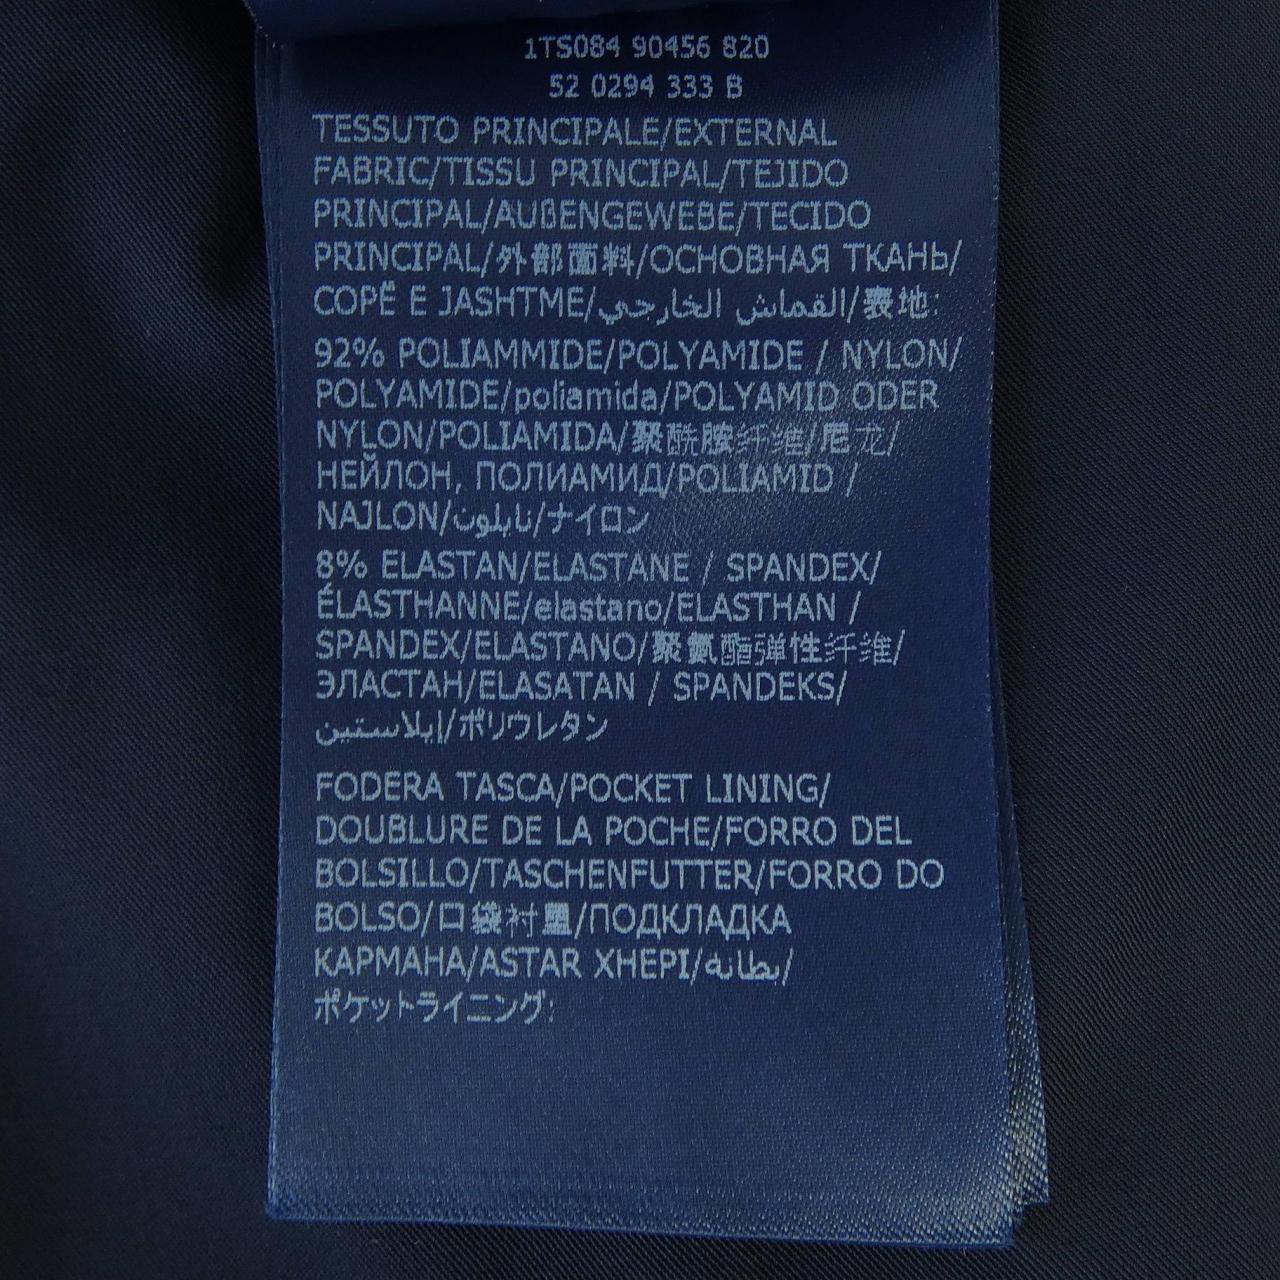 1TS084 90456 820
52 0294 333 B
TESSUTO PRINCIPALE/EXTERNAL
FABRIC/TISSU PRINCIPAL/TEJIDO
PRINCIPAL/AUßENGEWEBE/TECIDO
PRINCIPAL/外部面料/ОСНОВНАЯ ТКАНЬ/
COPË E JASHTME/القماش الخارجي/表地:
92% POLIAMMIDE/POLYAMIDE / NYLON/
POLYAMIDE/poliamida/POLYAMID ODER
NYLON/POLIAMIDA/聚酰胺纤维/尼龙/
НЕЙЛОН, ПОЛИАМИД/POLIAMID /
NAJLON/نايلون/ナイロン
8% ELASTAN/ELASTANE / SPANDEX/
ÉLASTHANNE/elastano/ELASTHAN /
SPANDEX/ELASTANO/聚氨酯弹性纤维/
ЭЛАСТАН/ELASATAN / SPANDEKS/
إيلاستين/ポリウレタン
FODERA TASCA/POCKET LINING/
DOUBLURE DE LA POCHE/FORRO DEL
BOLSILLO/TASCHENFUTTER/FORRO DO
BOLSO/口袋衬里/ПОДКЛАДКА
КАРМАНА/ASTAR XHEPI/بطانة/
ポケットライニング: